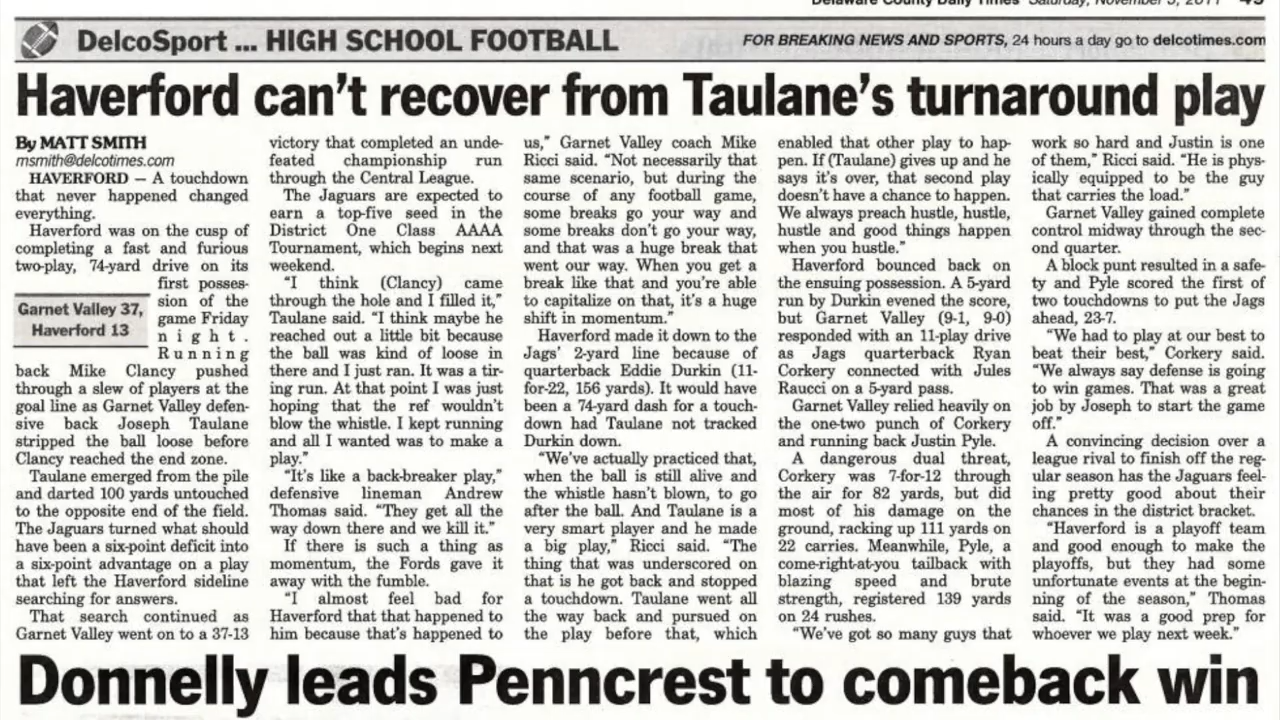 Delaware County Daily Times Saturday, November 5, 2011 49
DelcoSport ... HIGH SCHOOL FOOTBALL
FOR BREAKING NEWS AND SPORTS, 24 hours a day go to delcotimes.com
Haverford can't recover from Taulane's turnaround play
By MATT SMITH
msmith@delcotimes.com
HAVERFORD — A touchdown
that never happened changed
everything.
Haverford was on the cusp of
completing a fast and furious
two-play, 74-yard drive on its
first posses-
sion of the
game Friday
night.
Running
Garnet Valley 37,
Haverford 13
back Mike Clancy pushed
through a slew of players at the
goal line as Garnet Valley defen-
sive back Joseph Taulane
stripped the ball loose before
Clancy reached the end zone.
Taulane emerged from the pile
and darted 100 yards untouched
to the opposite end of the field.
The Jaguars turned what should
have been a six-point deficit into
a six-point advantage on a play
that left the Haverford sideline
searching for answers.
That search continued as
Garnet Valley went on to a 37-13
victory that completed an unde-
feated championship run
through the Central League.
The Jaguars are expected to
earn a top-five seed in the
District One Class AAAA
Tournament, which begins next
weekend.
"I think (Clancy) came
through the hole and I filled it,"
Taulane said. "I think maybe he
reached out a little bit because
the ball was kind of loose in
there and I just ran. It was a tir-
ing run. At that point I was just
hoping that the ref wouldn't
blow the whistle. I kept running
and all I wanted was to make a
play."
"It's like a back-breaker play,"
defensive lineman Andrew
Thomas said. "They get all the
way down there and we kill it."
If there is such a thing as
momentum, the Fords gave it
away with the fumble.
"I almost feel bad for
Haverford that that happened to
him because that's happened to
us," Garnet Valley coach Mike
Ricci said. "Not necessarily that
same scenario, but during the
course of any football game,
some breaks go your way and
some breaks don't go your way,
and that was a huge break that
went our way. When you get a
break like that and you're able
to capitalize on that, it's a huge
shift in momentum."
Haverford made it down to the
Jags' 2-yard line because of
quarterback Eddie Durkin (11-
for-22, 156 yards). It would have
been a 74-yard dash for a touch-
down had Taulane not tracked
Durkin down.
"We've actually practiced that,
when the ball is still alive and
the whistle hasn't blown, to go
after the ball. And Taulane is a
very smart player and he made
a big play," Ricci said. "The
thing that was underscored on
that is he got back and stopped
a touchdown. Taulane went all
the way back and pursued on
the play before that, which
enabled that other play to hap-
pen. If (Taulane) gives up and he
says it's over, that second play
doesn't have a chance to happen.
We always preach hustle, hustle,
hustle and good things happen
when you hustle."
Haverford bounced back on
the ensuing possession. A 5-yard
run by Durkin evened the score,
but Garnet Valley (9-1, 9-0)
responded with an 11-play drive
as Jags quarterback Ryan
Corkery connected with Jules
Raucci on a 5-yard pass.
Garnet Valley relied heavily on
the one-two punch of Corkery
and running back Justin Pyle.
A dangerous dual threat,
Corkery was 7-for-12 through
the air for 82 yards, but did
most of his damage on the
ground, racking up 111 yards on
22 carries. Meanwhile, Pyle, a
come-right-at-you tailback with
blazing speed and brute
strength, registered 139 yards
on 24 rushes.
"We've got so many guys that
work so hard and Justin is one
of them," Ricci said. "He is phys-
ically equipped to be the guy
that carries the load."
Garnet Valley gained complete
control midway through the sec-
ond quarter.
A block punt resulted in a safe-
ty and Pyle scored the first of
two touchdowns to put the Jags
ahead, 23-7.
"We had to play at our best to
beat their best," Corkery said.
"We always say defense is going
to win games. That was a great
job by Joseph to start the game
off."
A convincing decision over a
league rival to finish off the reg-
ular season has the Jaguars feel-
ing pretty good about their
chances in the district bracket.
"Haverford is a playoff team
and good enough to make the
playoffs, but they had some
unfortunate events at the begin-
ning of the season," Thomas
said. "It was a good prep for
whoever we play next week."
Donnelly leads Penncrest to comeback win